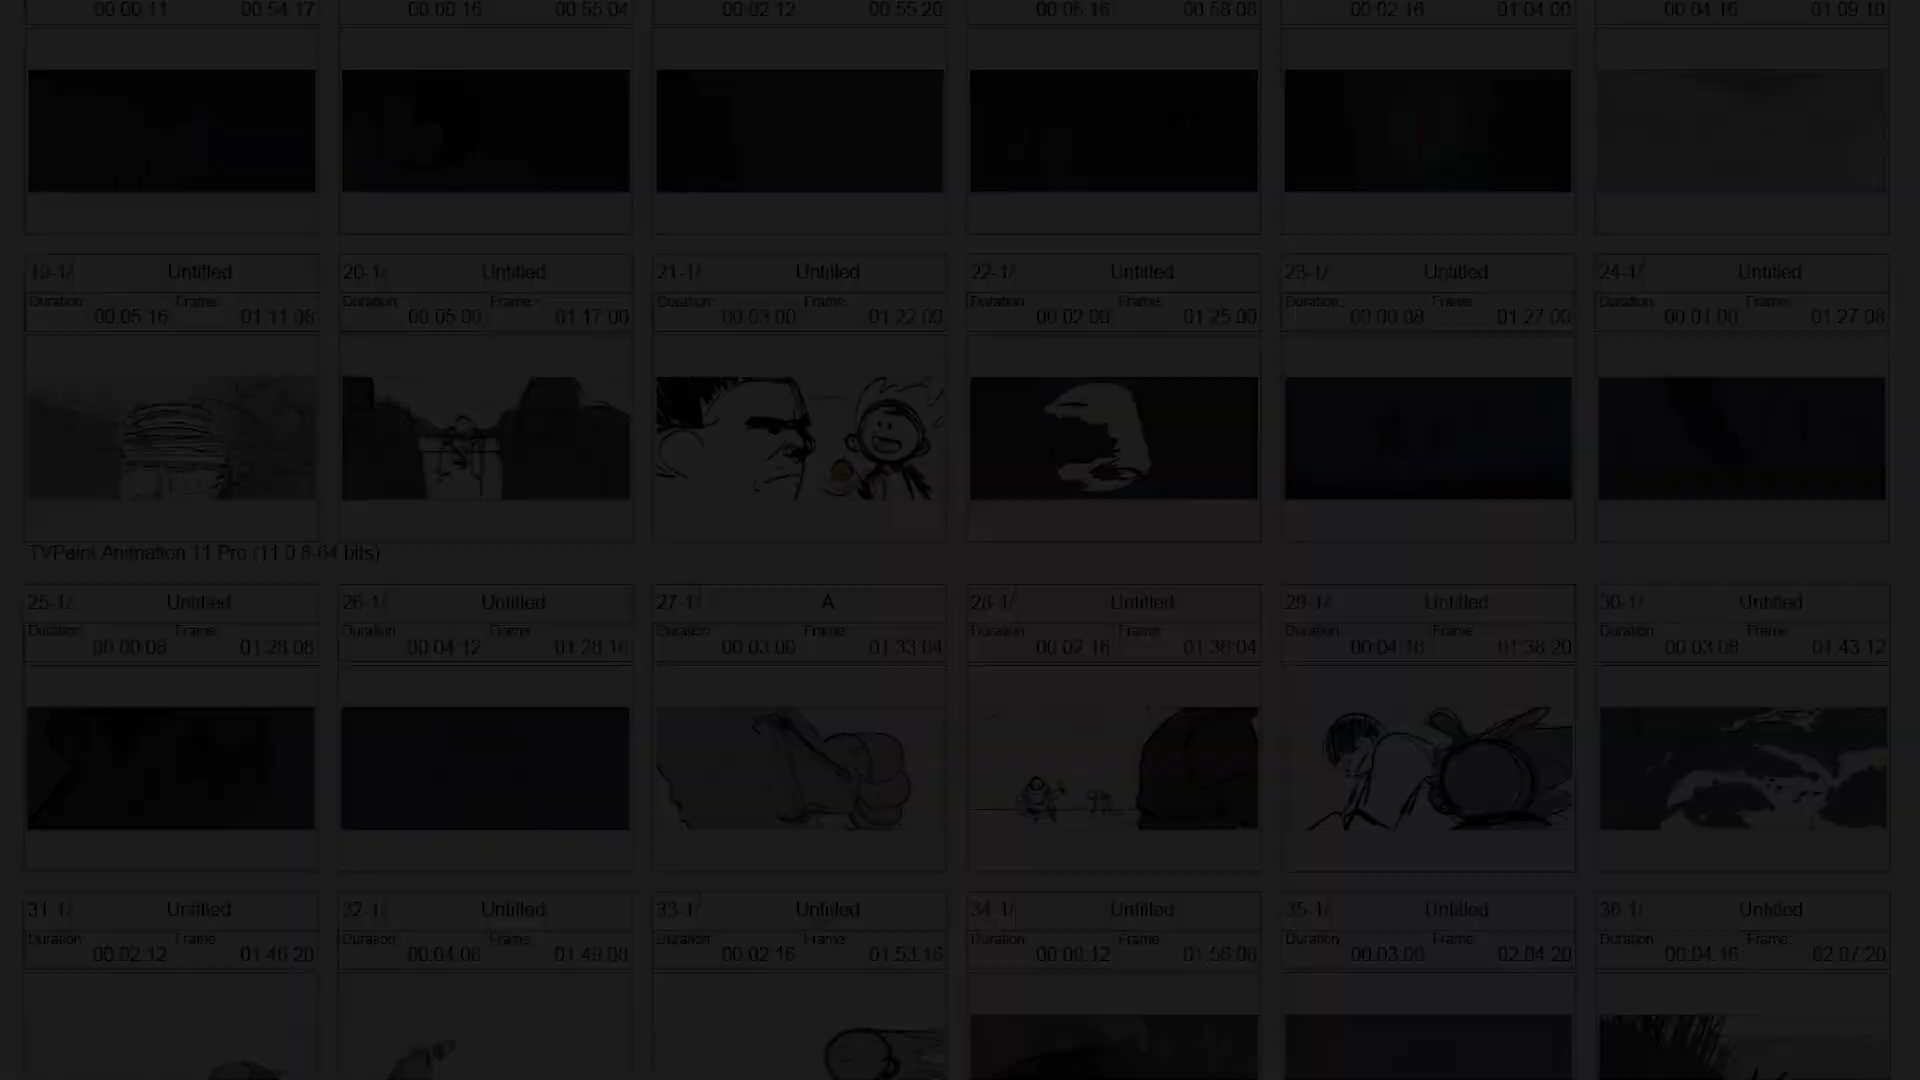 00:00:11 00:54:17 00:00:16 00:55:04 00:02:12 00:55:20 00:05:16 00:58:08 00:02:16 01:04:00 00:04:16 01:09:10
19-1/ Untitled 20-1/ Untitled 21-1/ Untitled 22-1/ Untitled 23-1/ Untitled 24-1/ Untitled
Duration: Frame: Duration: Frame: Duration: Frame: Duration: Frame: Duration: Frame: Duration: Frame:
00:05:16 01:11:08 00:05:00 01:17:00 00:03:00 01:22:00 00:02:00 01:25:00 00:00:08 01:27:00 00:01:00 01:27:08
TVPaint Animation 11 Pro (11.0.8-64 bits)
25-1/ Untitled 26-1/ Untitled 27-1/ A 28-1/ Untitled 29-1/ Untitled 30-1/ Untitled
Duration: Frame: Duration: Frame: Duration: Frame: Duration: Frame: Duration: Frame: Duration: Frame:
00:00:08 01:28:08 00:04:12 01:28:16 00:03:00 01:33:04 00:02:16 01:36:04 00:04:16 01:38:20 00:03:08 01:43:12
31-1/ Untitled 32-1/ Untitled 33-1/ Untitled 34-1/ Untitled 35-1/ Untitled 36-1/ Untitled
Duration: Frame: Duration: Frame: Duration: Frame: Duration: Frame: Duration: Frame: Duration: Frame:
00:02:12 01:46:20 00:04:08 01:49:08 00:02:16 01:53:16 00:00:12 01:56:08 00:03:00 02:04:20 00:04:16 02:07:20